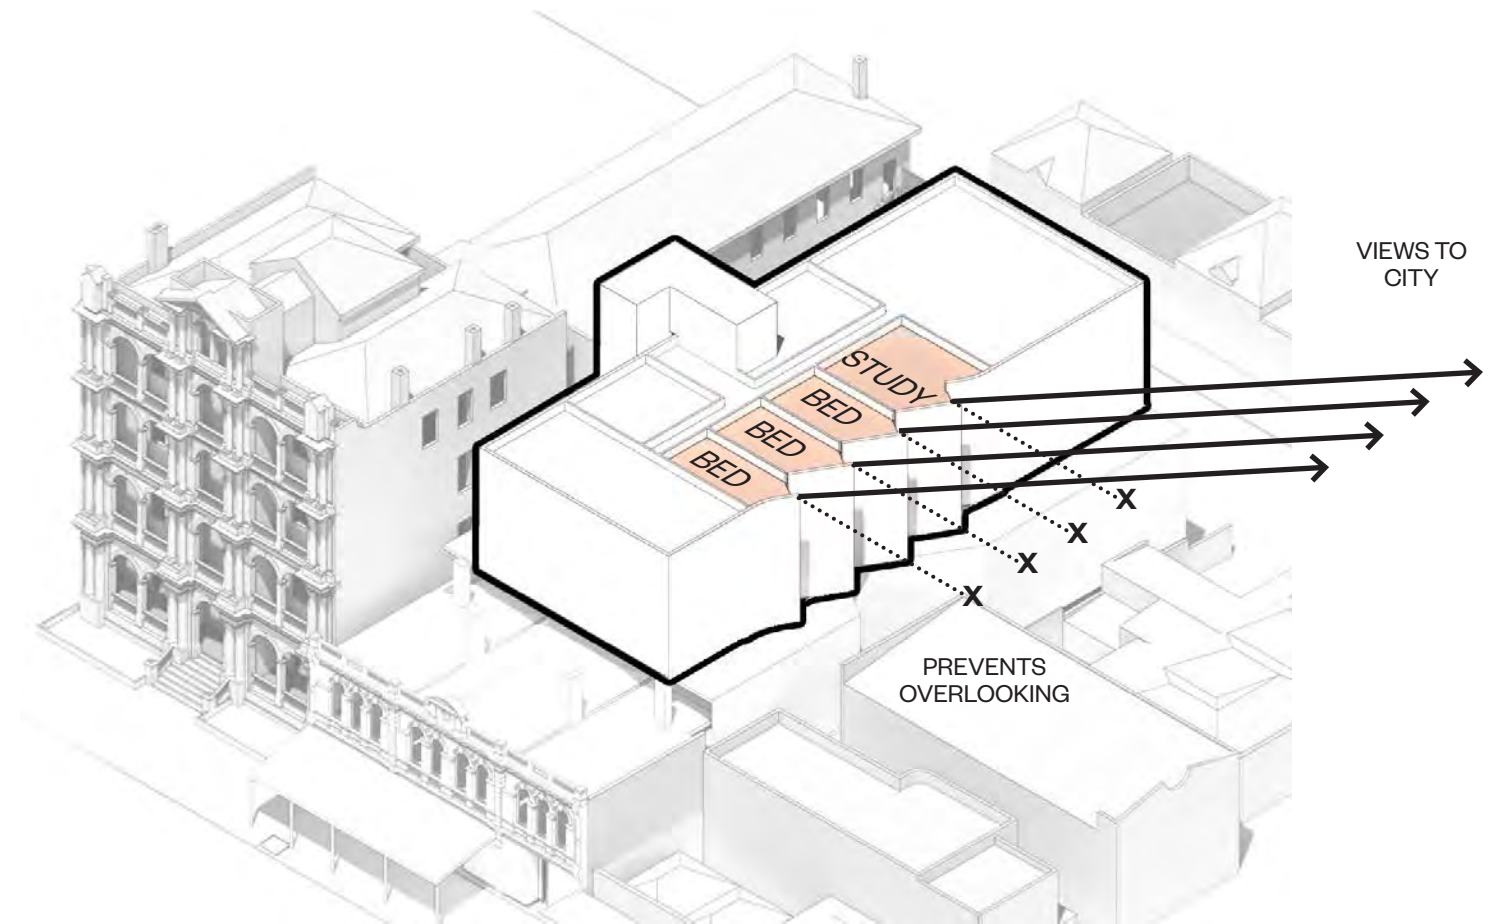 VIEWS TO
CITY
STUDY
BED
BED
BED
X
X
X
X
PREVENTS
OVERLOOKING